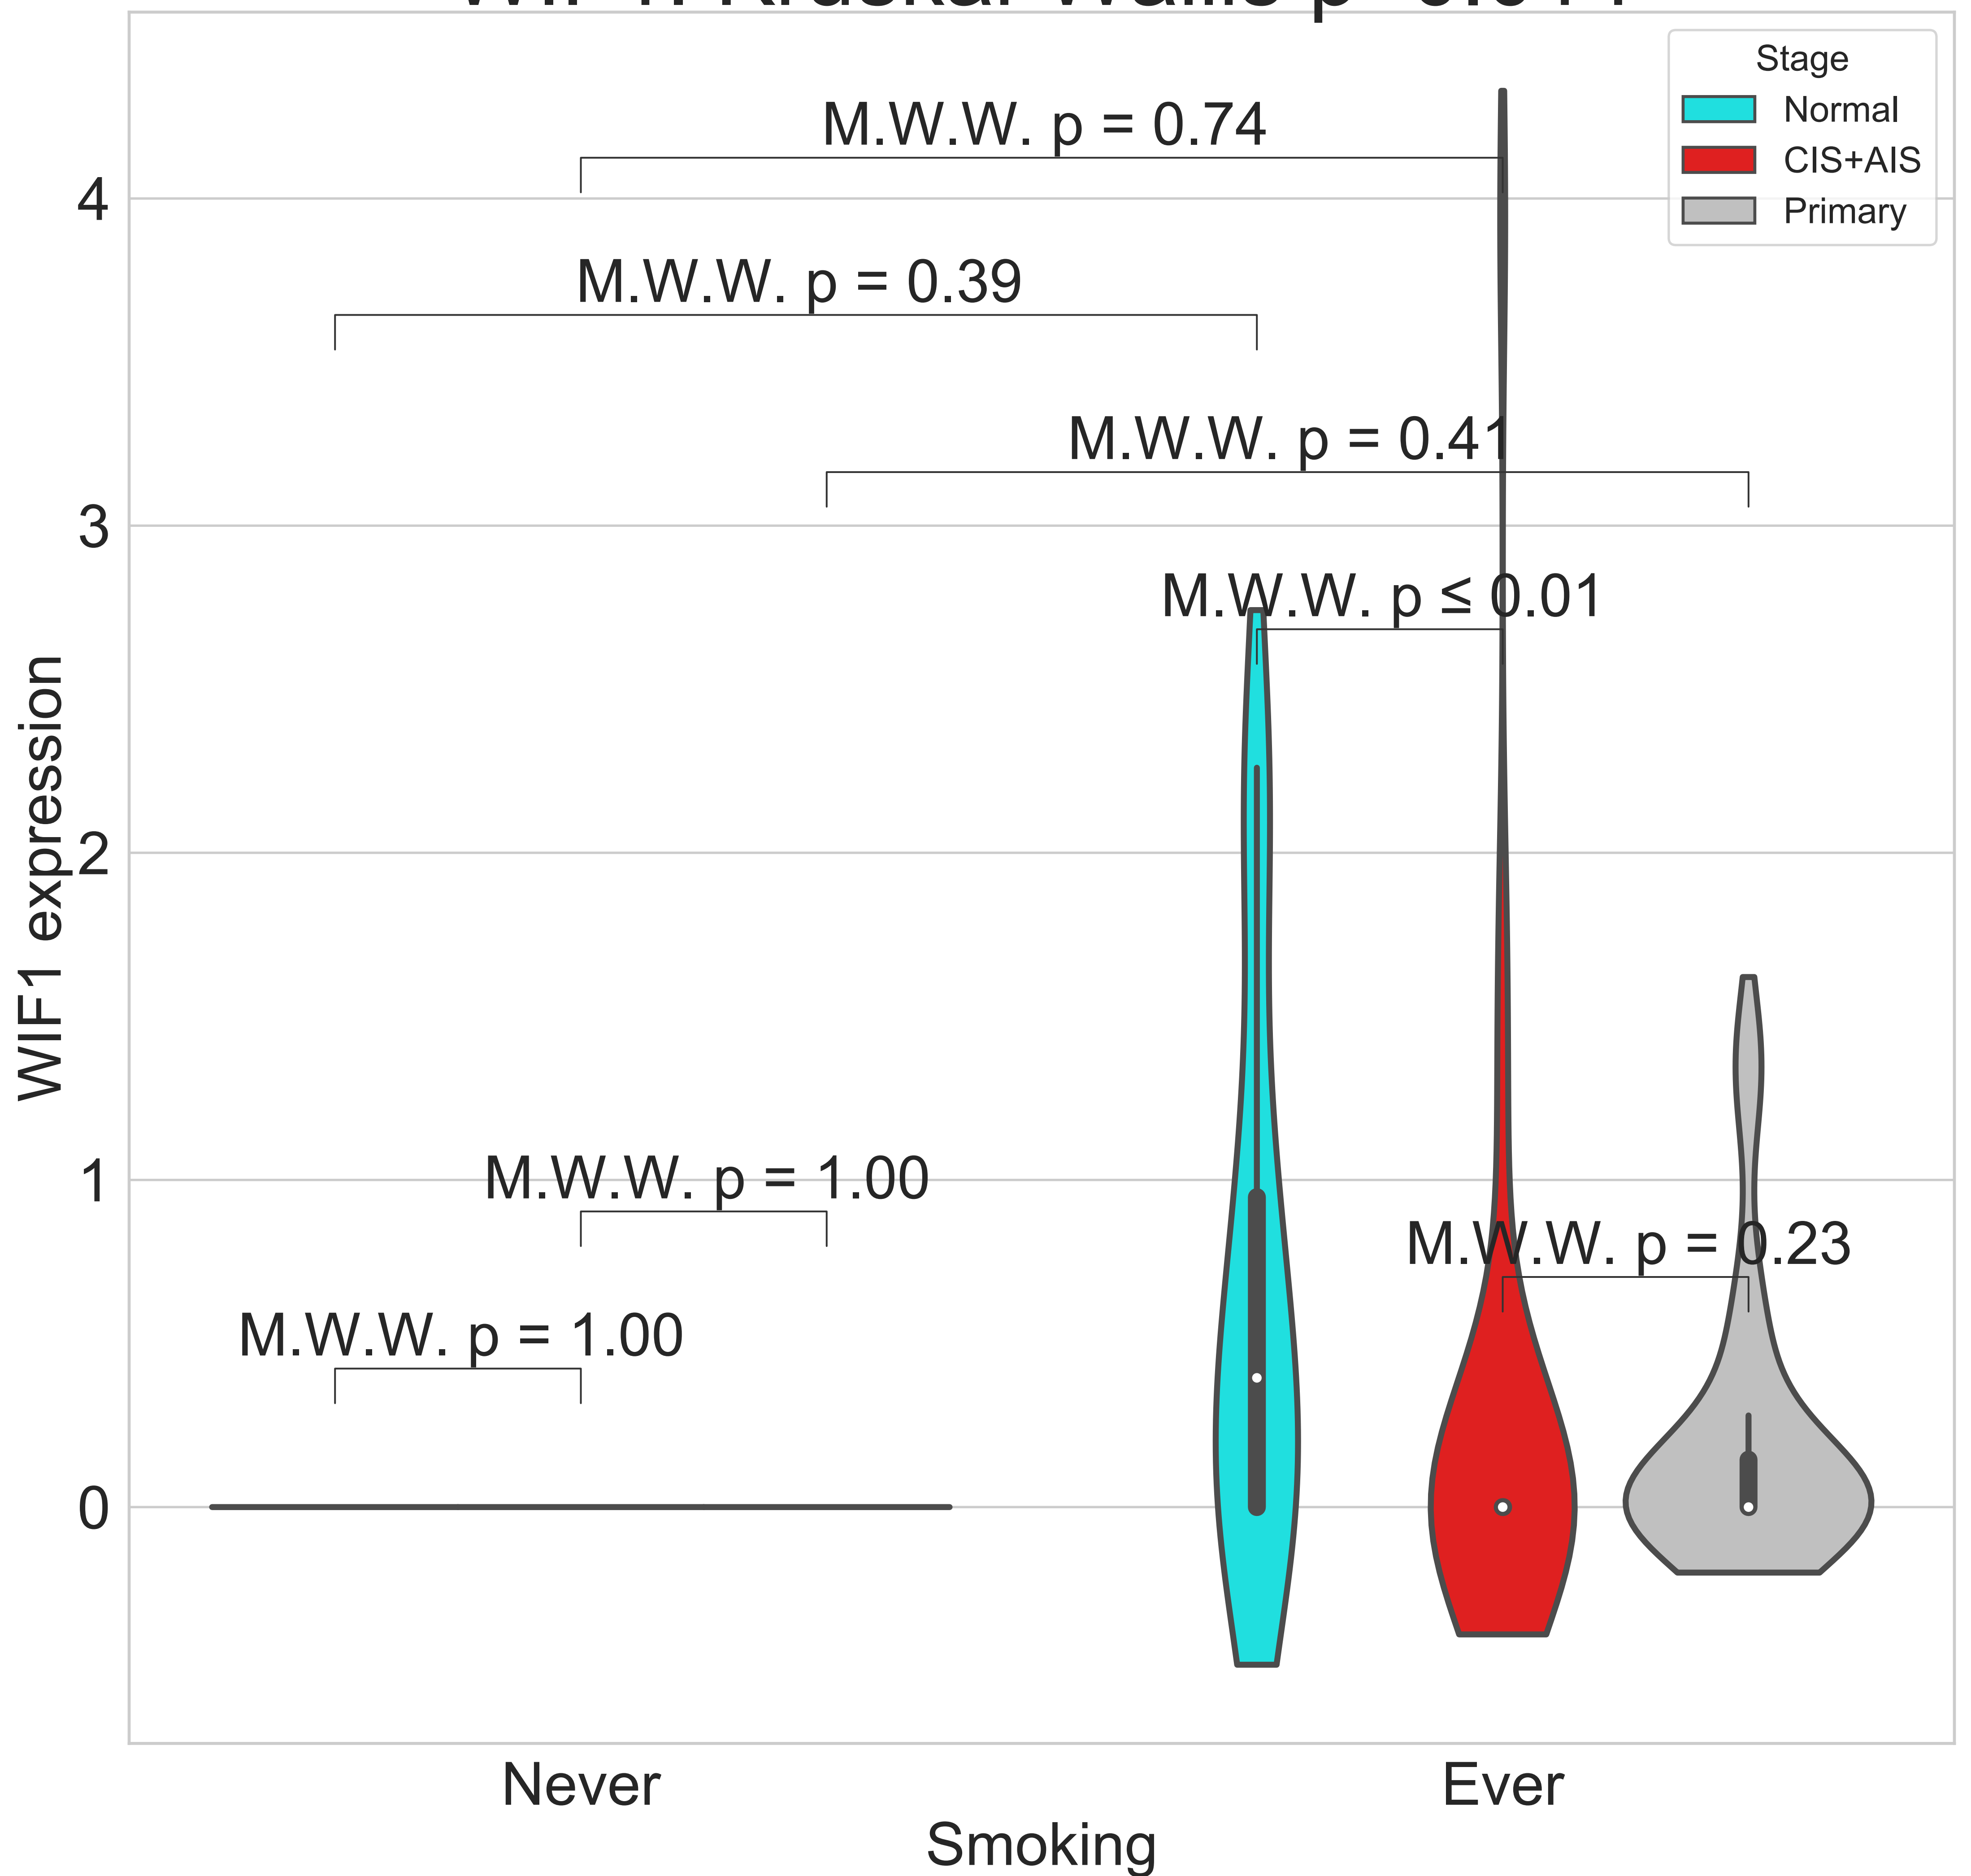 Stage
Normal
CIS+AIS
Primary
M.W.W. p = 0.74
M.W.W. p = 0.39
M.W.W. p = 0.41
M.W.W. p ≤ 0.01
M.W.W. p = 1.00
M.W.W. p = 0.23
M.W.W. p = 1.00
4
3
2
1
0
WIF1 expression
Never
Ever
Smoking